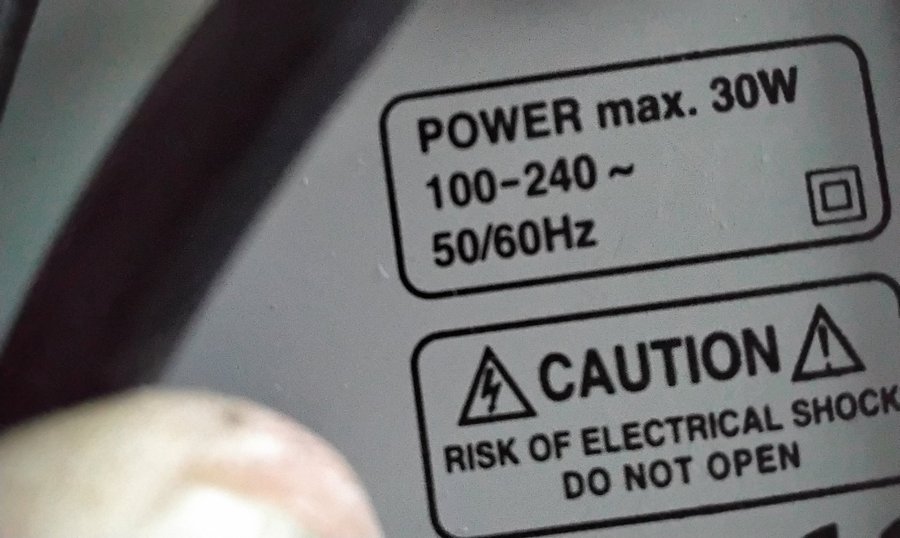 POWER max. 30W
100-240 ~
50/60Hz
CAUTION
RISK OF ELECTRICAL SHOCK
DO NOT OPEN